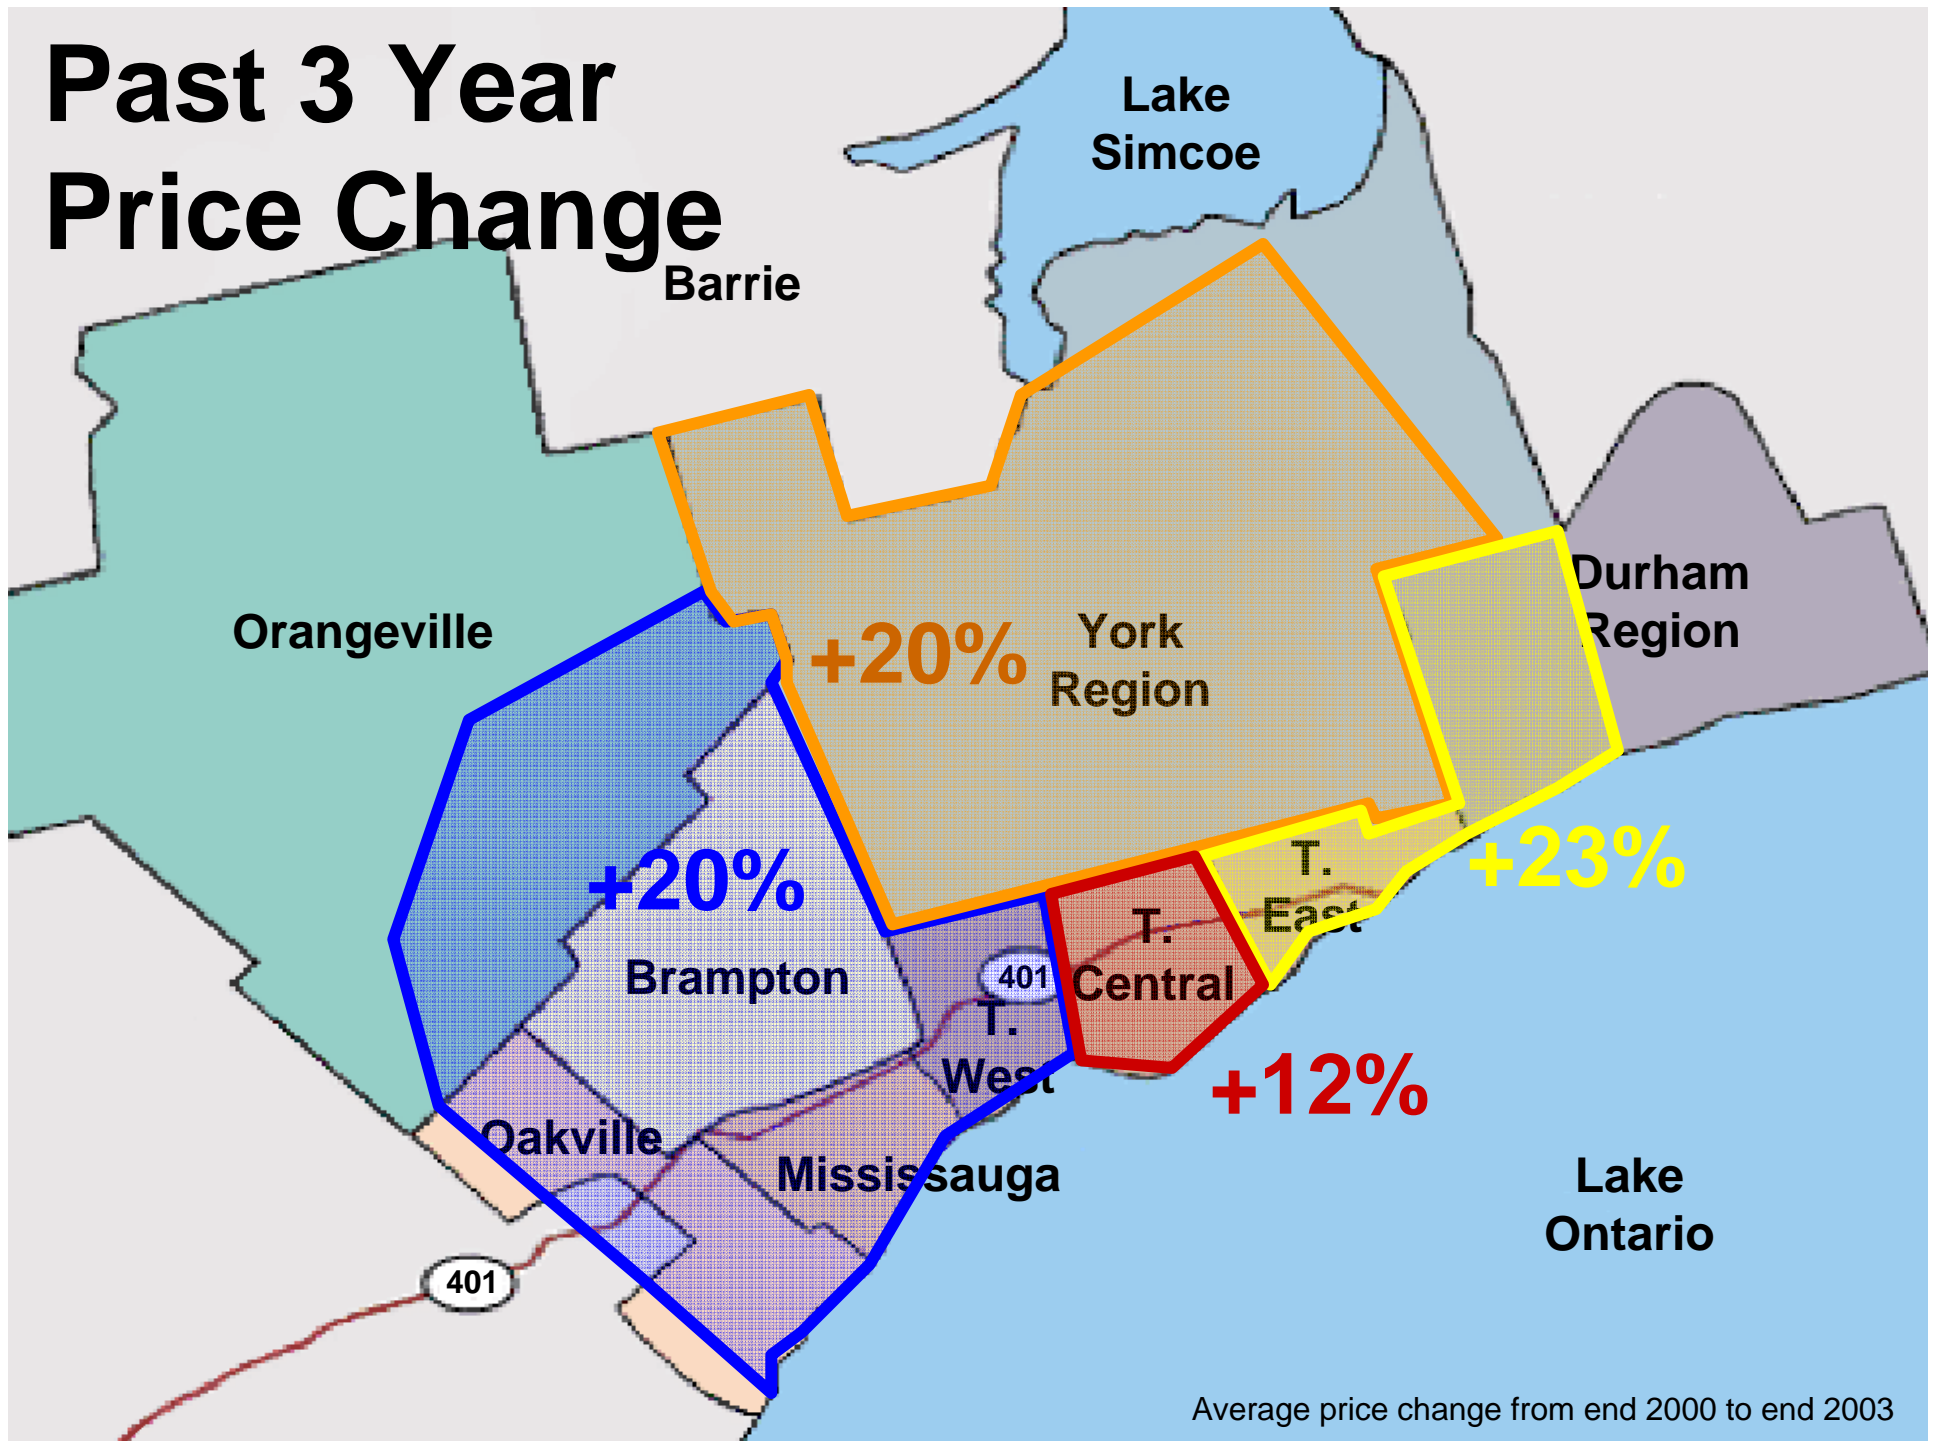 Past 3 Year
Price Change
Lake
Simcoe
Barrie
Orangeville
+20%
York
Region
Durham
Region
+20%
+23%
T.
East
T.
Central
401
Brampton
T.
West
+12%
Oakville
Mississauga
Lake
Ontario
401
Average price change from end 2000 to end 2003